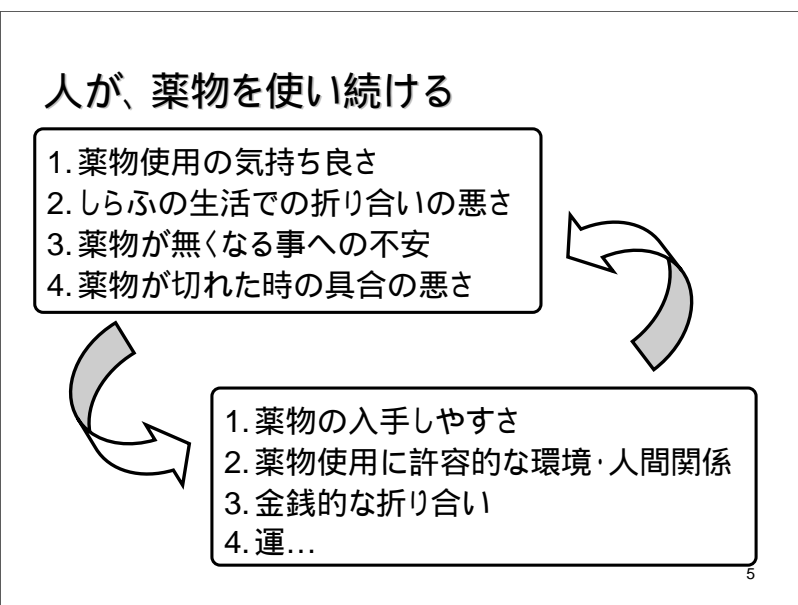 人が、薬物を使い続ける
1. 薬物使用の気持ち良さ
2. しらふの生活での折り合いの悪さ
3. 薬物が無くなる事への不安
4. 薬物が切れた時の具合の悪さ
1. 薬物の入手しやすさ
2. 薬物使用に許容的な環境・人間関係
3. 金銭的な折り合い
4. 運…
5